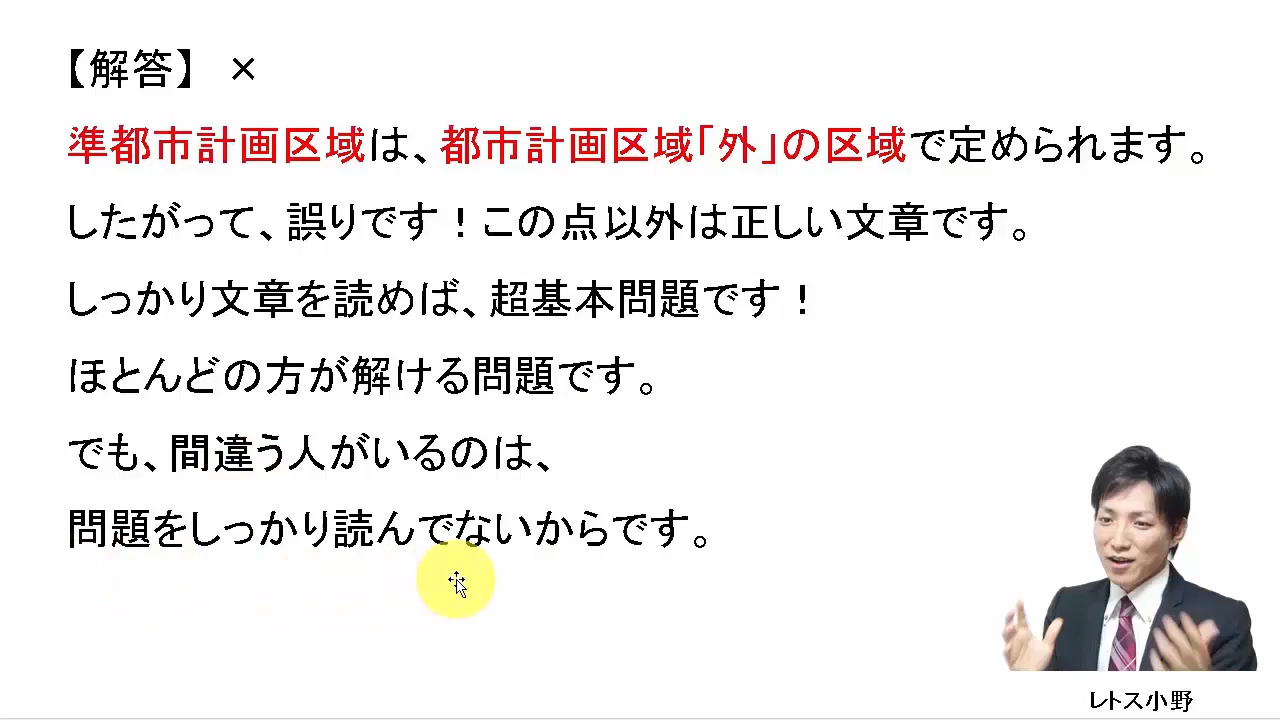 【解答】 ×
準都市計画区域は、都市計画区域「外」の区域で定められます。
したがって、誤りです！この点以外は正しい文章です。
しっかり文章を読めば、超基本問題です！
ほとんどの方が解ける問題です。
でも、間違う人がいるのは、
問題をしっかり読んでないからです。
レトス小野